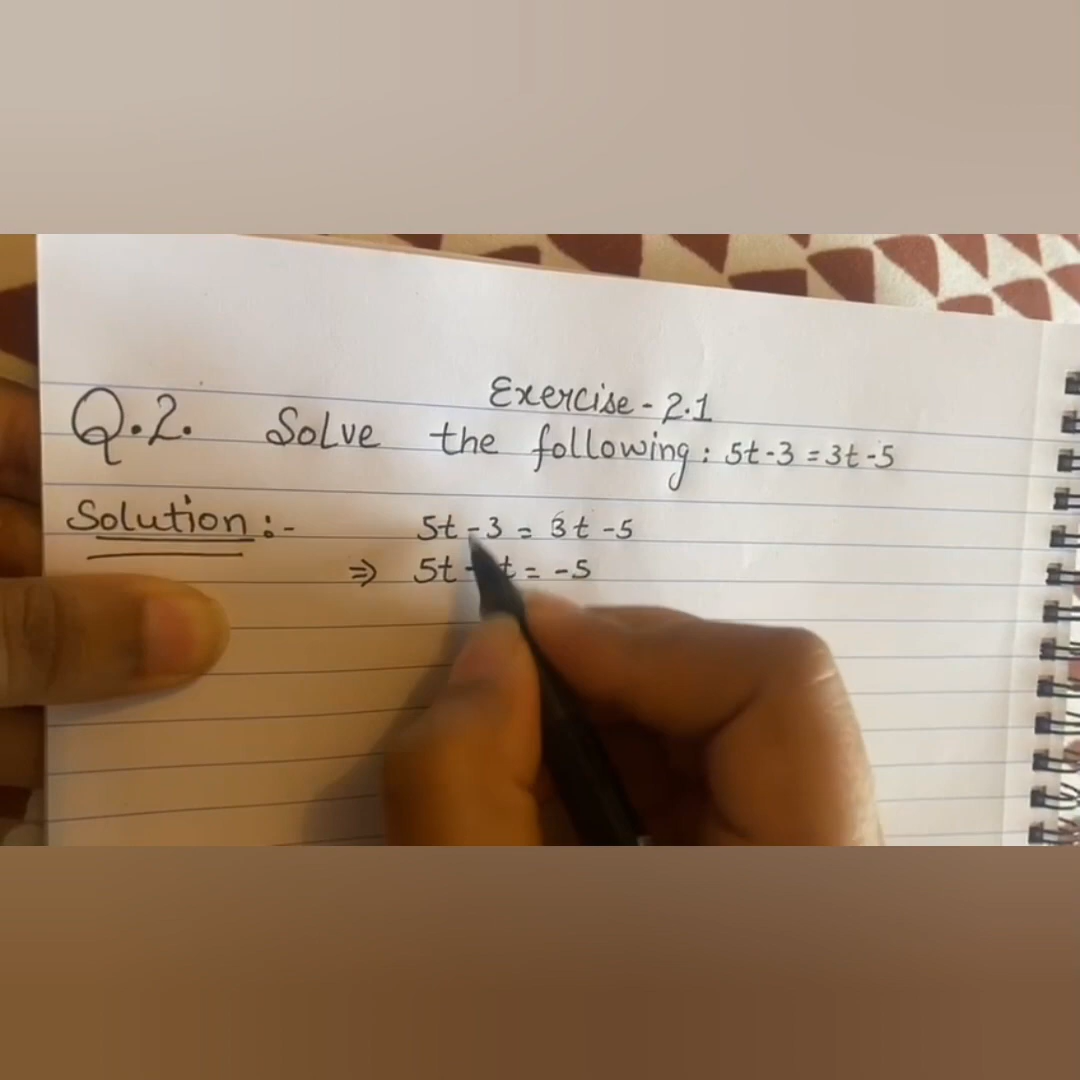 Exercise - 2.1
Q.2. Solve the following : 5t - 3 = 3t - 5
Solution :- 5t - 3 = 3t - 5
⇒ 5t - t = -5